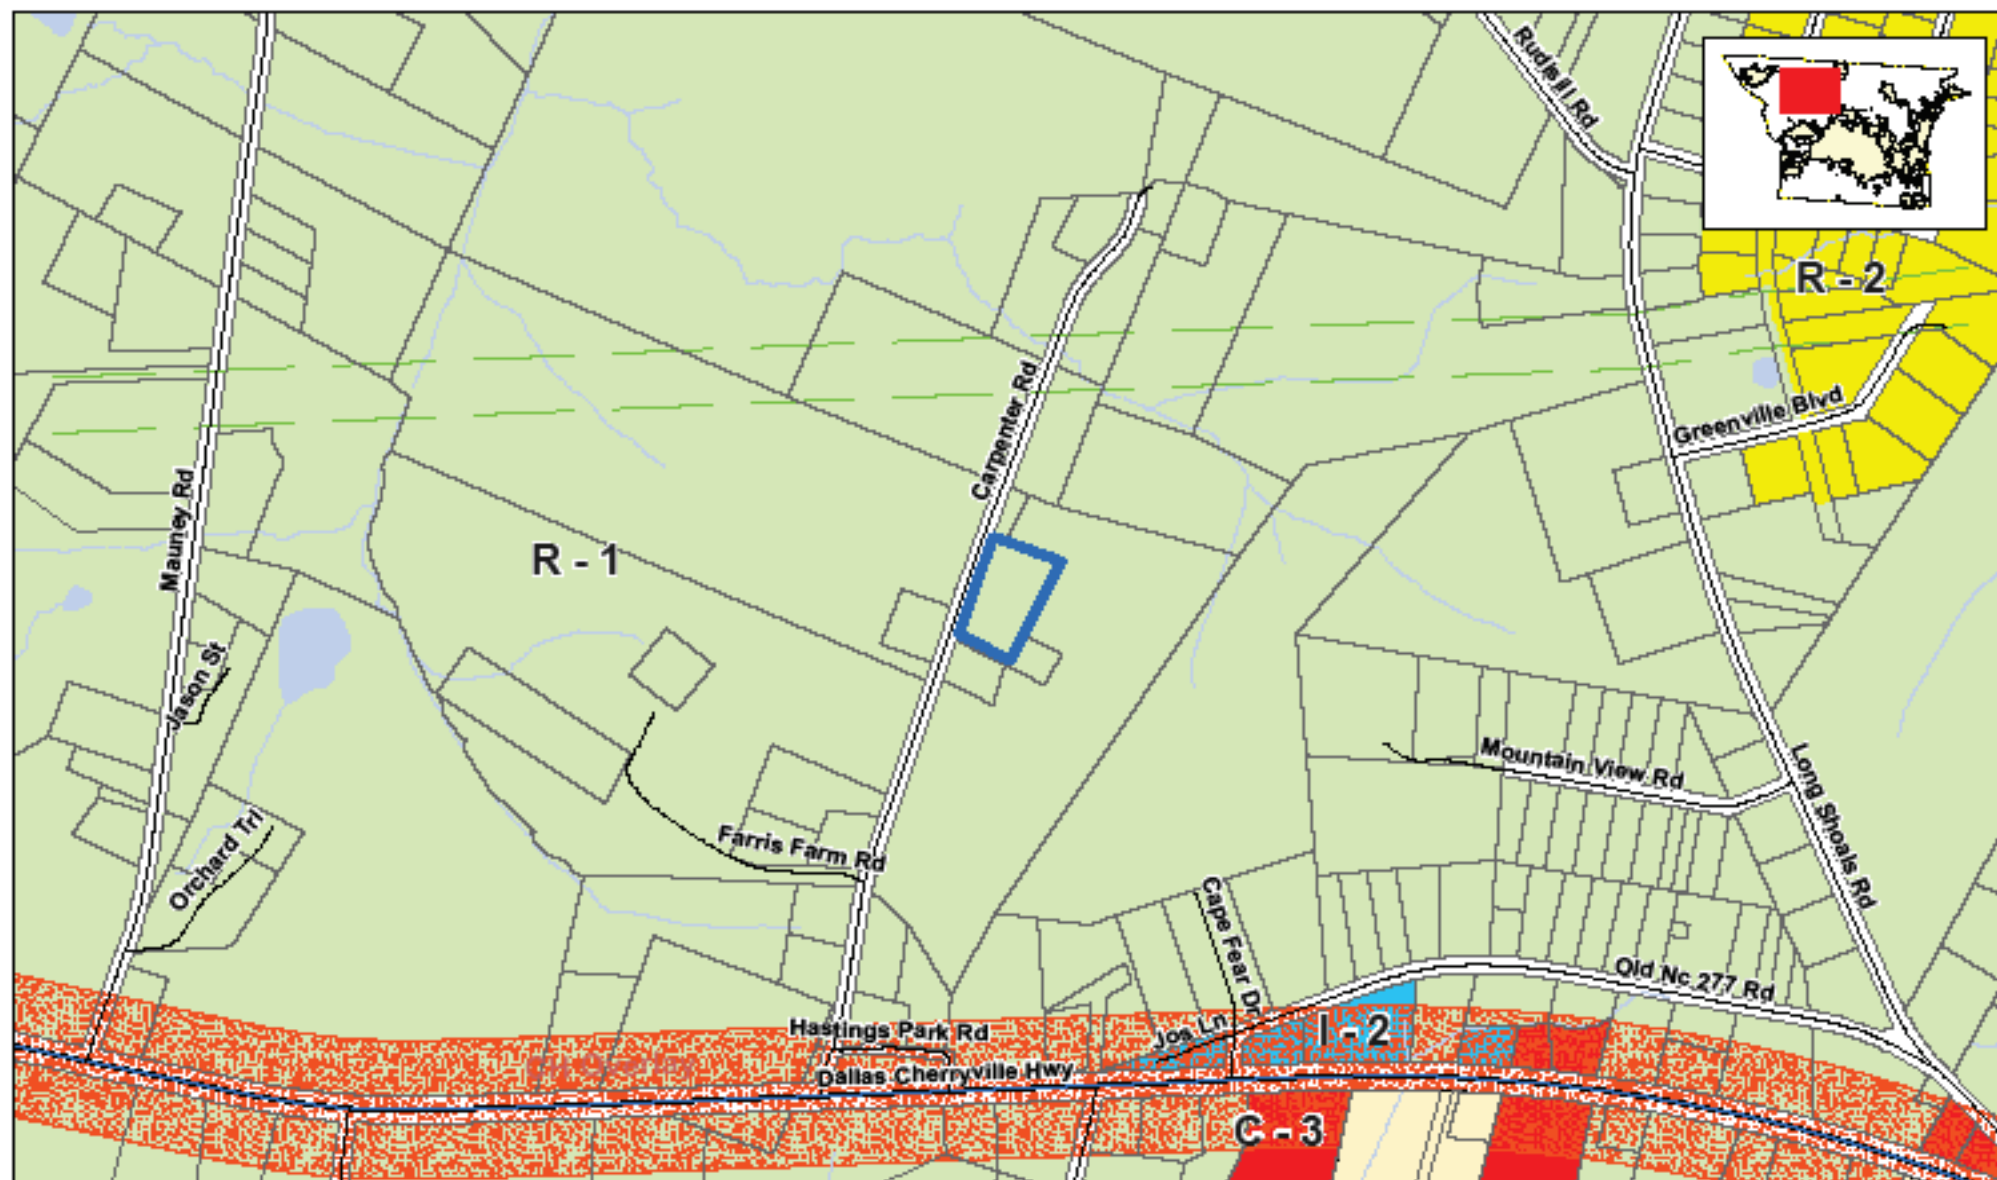 Rudisill Rd
R - 2
Carpenter Rd
Greenville Blvd
Mauney Rd
R - 1
Jason St
Mountain View Rd
Long Shoals Rd
Orchard Trl
Farris Farm Rd
Cape Fear Dr
Old Nc 277 Rd
Hastings Park Rd
Jos Ln
I - 2
Dallas Cherryville Hwy
C - 3